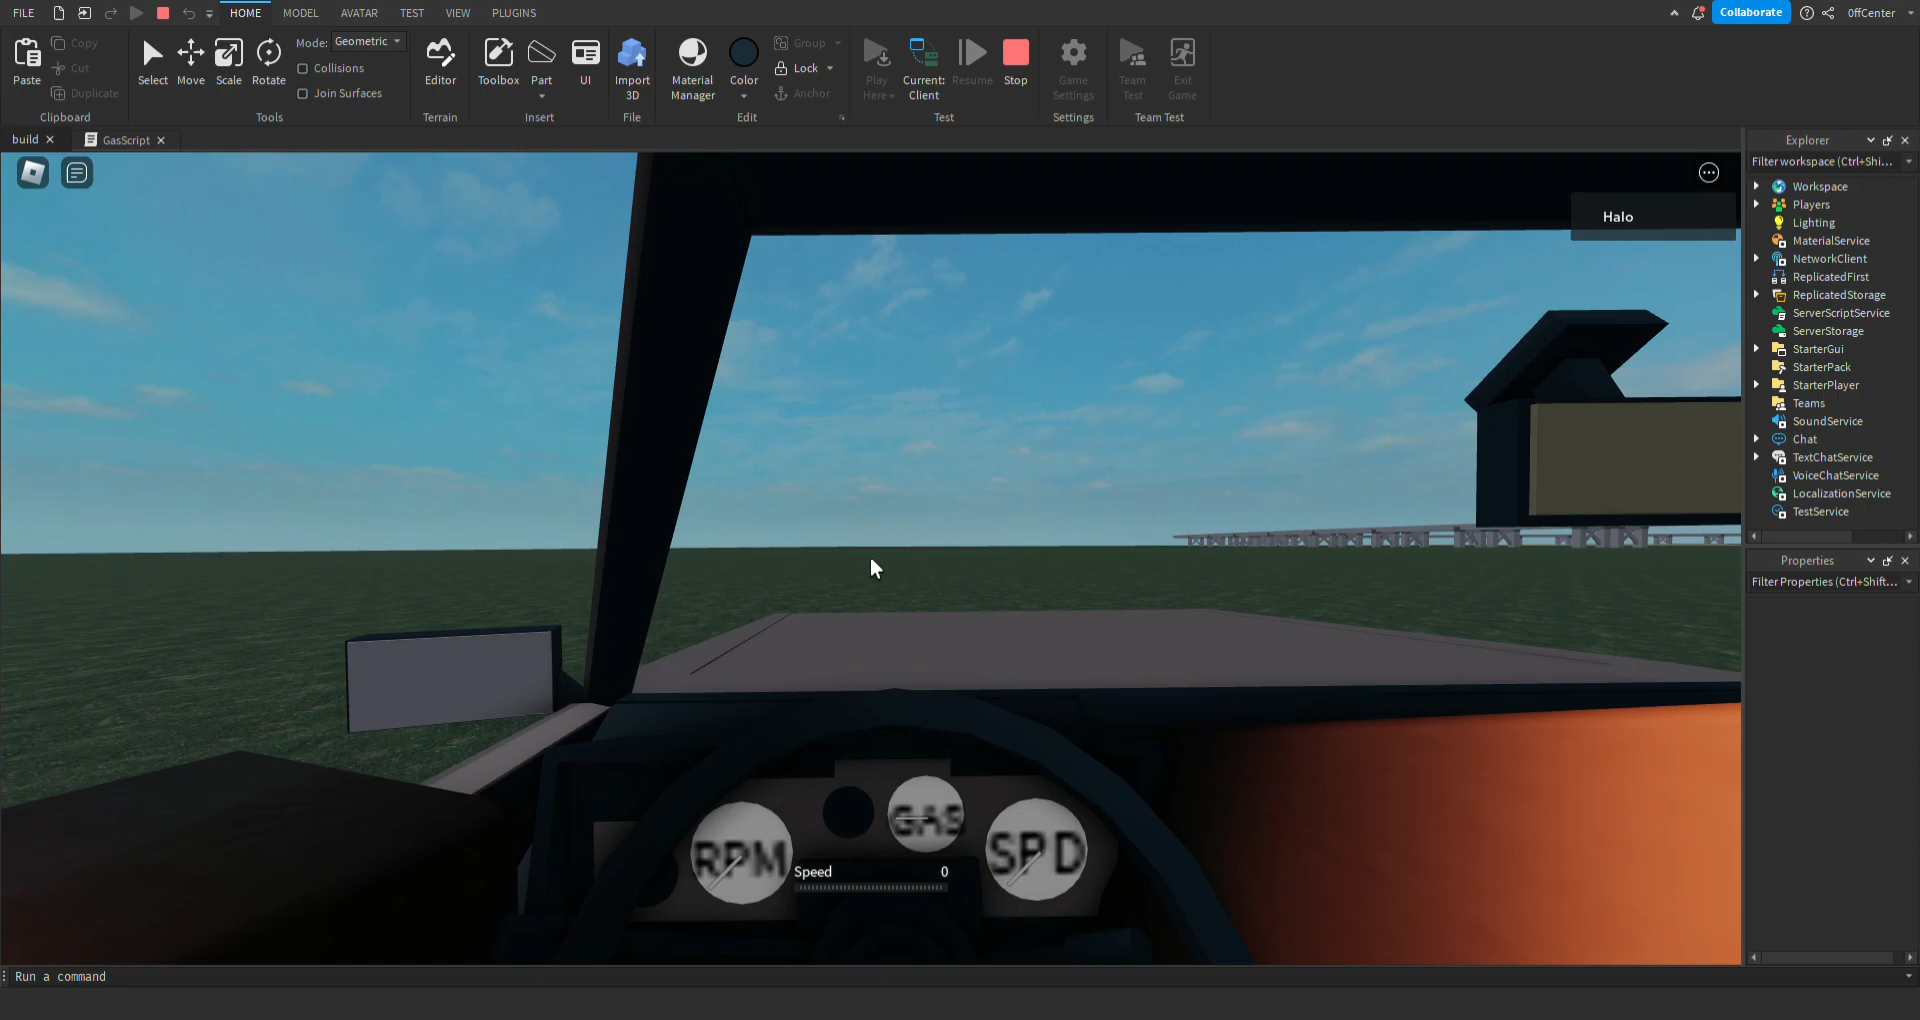 FILE HOME MODEL AVATAR TEST VIEW PLUGINS Collaborate 0ffCenter
Paste Copy Cut Duplicate Clipboard
Select Move Scale Rotate Mode: Geometric Collisions Join Surfaces Tools
Editor Terrain
Toolbox Part UI Insert
Import 3D File
Material Manager Color Group Lock Anchor Edit
Play Here Current: Client Resume Stop Test
Game Settings Settings
Team Test Exit Game Team Test
build GasScript
Halo
RPM
GAS
SPD
Speed 0
Explorer
Filter workspace (Ctrl+Shi...
Workspace
Players
Lighting
MaterialService
NetworkClient
ReplicatedFirst
ReplicatedStorage
ServerScriptService
ServerStorage
StarterGui
StarterPack
StarterPlayer
Teams
SoundService
Chat
TextChatService
VoiceChatService
LocalizationService
TestService
Properties
Filter Properties (Ctrl+Shift...
Run a command